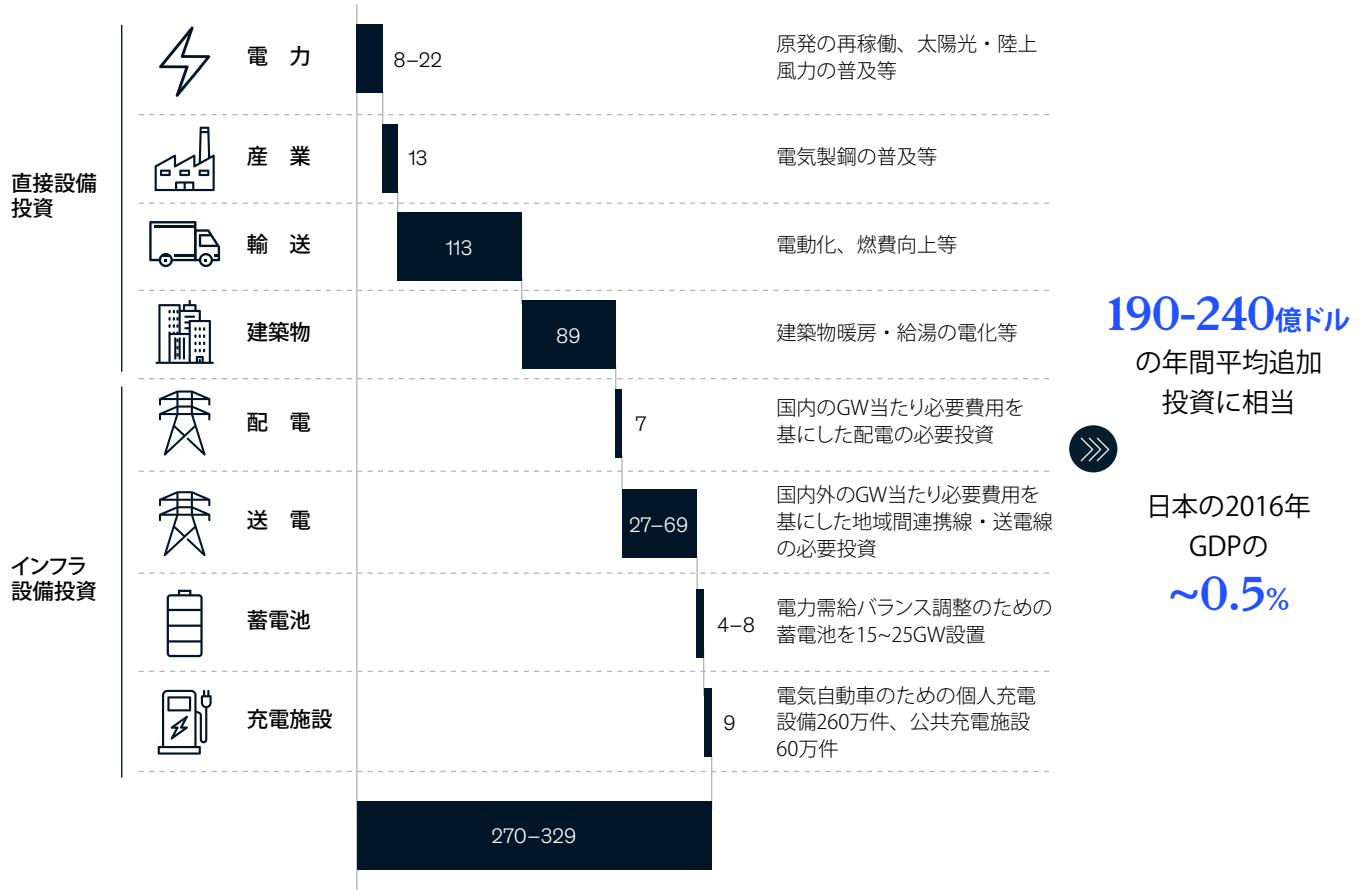 直接設備
投資
電 力
8–22
原発の再稼働、太陽光・陸上
風力の普及等
産 業
13
電気製鋼の普及等
輸 送
113
電動化、燃費向上等
建築物
89
建築物暖房・給湯の電化等
インフラ
設備投資
配 電
7
国内のGW当たり必要費用を
基にした配電の必要投資
送 電
27–69
国内外のGW当たり必要費用を
基にした地域間連携線・送電線
の必要投資
蓄電池
4–8
電力需給バランス調整のための
蓄電池を15~25GW設置
充電施設
9
電気自動車のための個人充電
設備260万件、公共充電施設
60万件
270–329
190-240億ドル
の年間平均追加
投資に相当
日本の2016年
GDPの
~0.5%